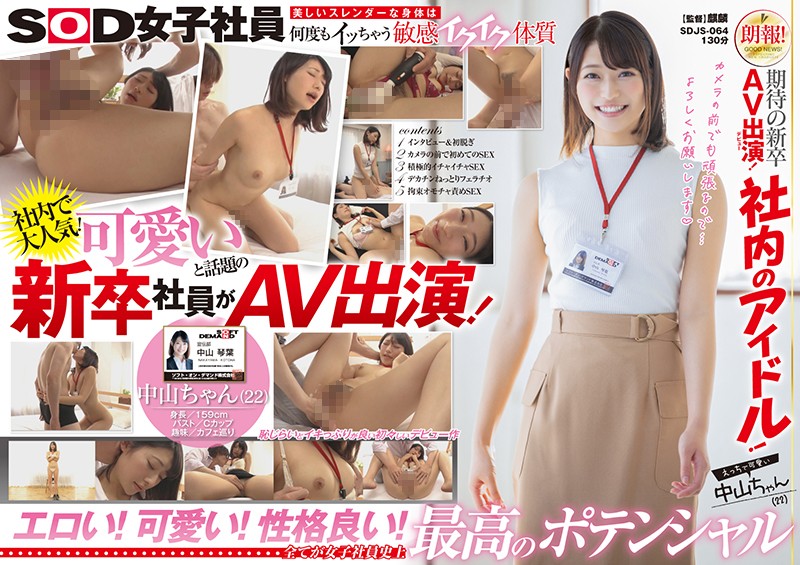 SOD女子社員
美しいスレンダーな身体は
何度もイッちゃう敏感イクイク体質
【監督】麒麟
SDJS-064
130分
朗報!
GOOD NEWS!
期待の新卒
AV出演!
デビュー
社内のアイドル!
カメラの前でも頑張るので…
よろしくお願いします♡
contents
1 インタビュー&初脱ぎ
2 カメラの前で初めてのSEX
3 積極的イチャイチャSEX
4 デカチンねっとりフェラチオ
5 拘束オモチャ責めSEX
社内で
大人気!
可愛いと話題の
新卒社員がAV出演!
SOFT ON DEMAND
宣伝部
中山 琴葉
NAKAYAMA KOTOHA
ソフト・オン・デマンド株式会社
中山ちゃん(22)
身長/159cm
バスト/Cカップ
趣味/カフェ巡り
恥じらいとイキっぷりが良い初々しいデビュー作
えっちで可愛い
中山ちゃん
(22)
エロい!可愛い!性格良い!
全てが女子社員史上
最高のポテンシャル